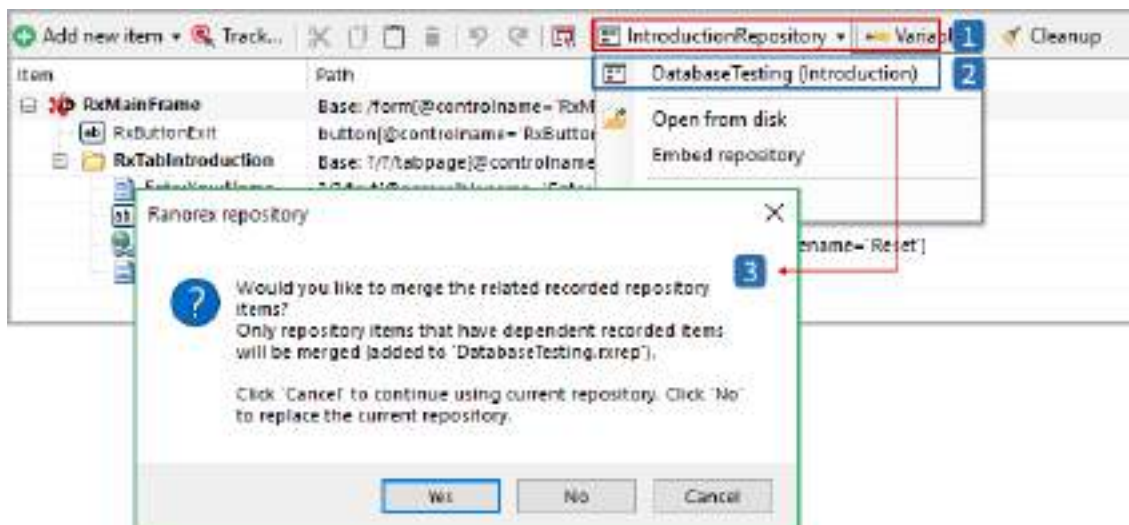 Add new item Track... IntroductionRepository Variab 1 Cleanup
Item Path DatabaseTesting (Introduction) 2
RxMainFrame Base: /form[@controlname='RxM
Open from disk
RxButtonExit button[@controlname='RxButton
Embed repository
RxTabIntroduction Base: ?/?/tabpage[@controlname
Ranorex repository
ename='Reset']
3
Would you like to merge the related recorded repository
items?
Only repository items that have dependent recorded items
will be merged (added to 'DatabaseTesting.rxrep').
Click 'Cancel' to continue using current repository. Click 'No'
to replace the current repository.
Yes No Cancel